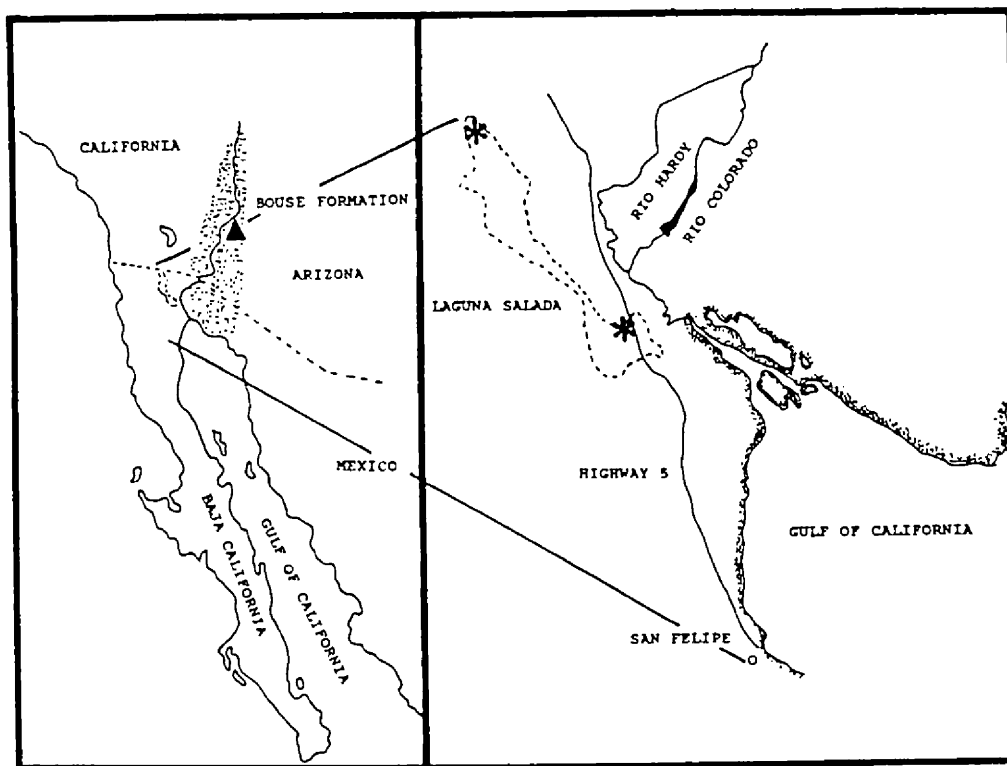 CALIFORNIA
BOUSE FORMATION
ARIZONA
MEXICO
BAJA CALIFORNIA
GULF OF CALIFORNIA
RIO HARDY
RIO COLORADO
LAGUNA SALADA
HIGHWAY 5
GULF OF CALIFORNIA
SAN FELIPE